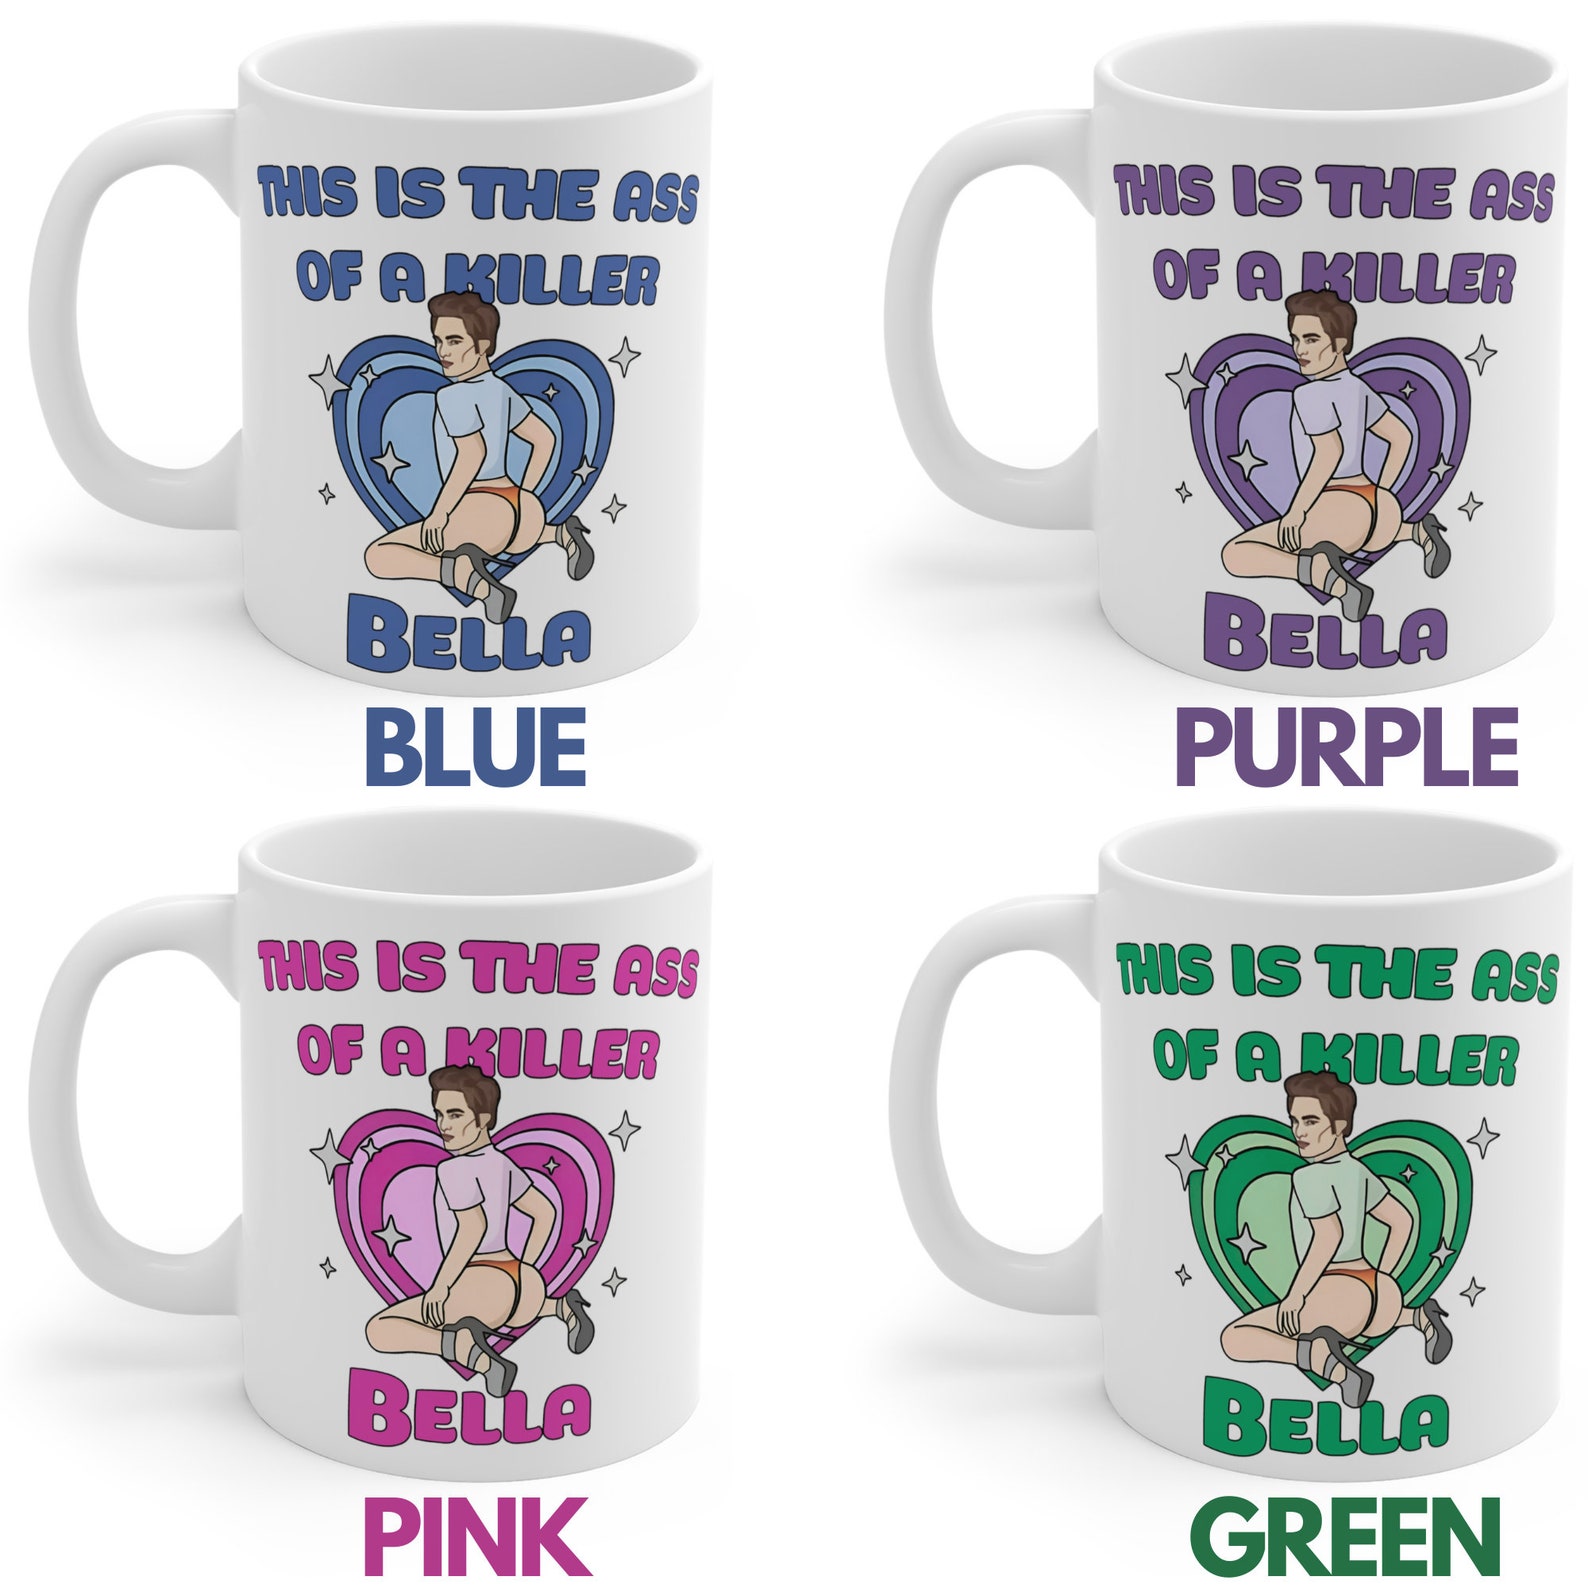 THIS IS THE ASS
OF A KILLER
BELLA
BLUE
THIS IS THE ASS
OF A KILLER
BELLA
PURPLE
THIS IS THE ASS
OF A KILLER
BELLA
PINK
THIS IS THE ASS
OF A KILLER
BELLA
GREEN